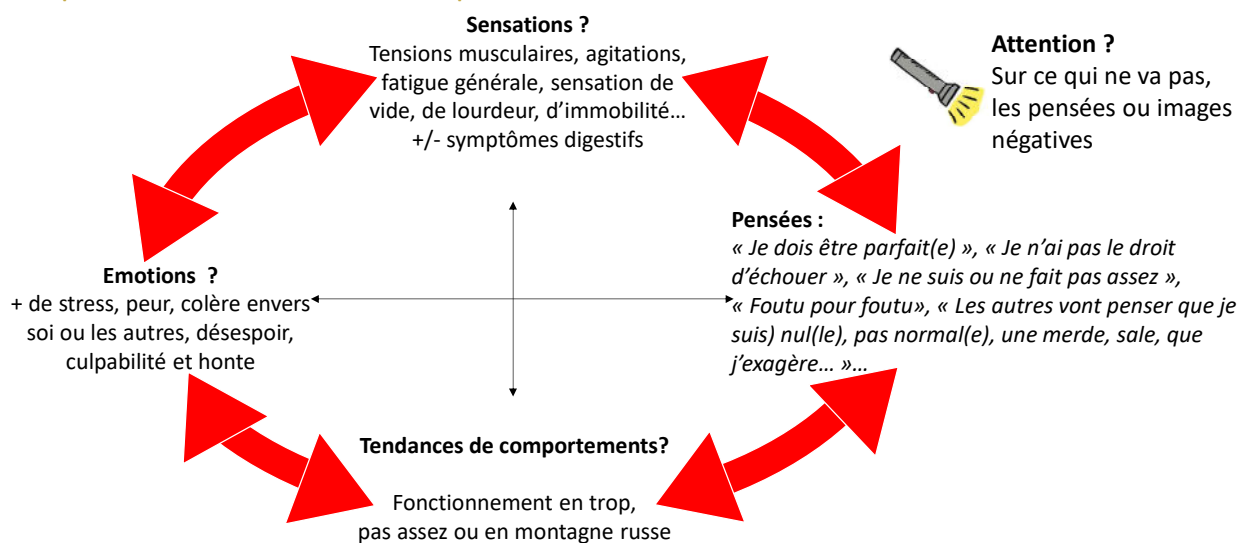 Sensations ?
Tensions musculaires, agitations,
fatigue générale, sensation de
vide, de lourdeur, d'immobilité…
+/- symptômes digestifs
Attention ?
Sur ce qui ne va pas,
les pensées ou images
négatives
Pensées :
« Je dois être parfait(e) », « Je n'ai pas le droit
d'échouer », « Je ne suis ou ne fait pas assez »,
« Foutu pour foutu», « Les autres vont penser que je
suis) nul(le), pas normal(e), une merde, sale, que
j'exagère… »…
Emotions  ?
+ de stress, peur, colère envers
soi ou les autres, désespoir,
culpabilité et honte
Tendances de comportements?
Fonctionnement en trop,
pas assez ou en montagne russe